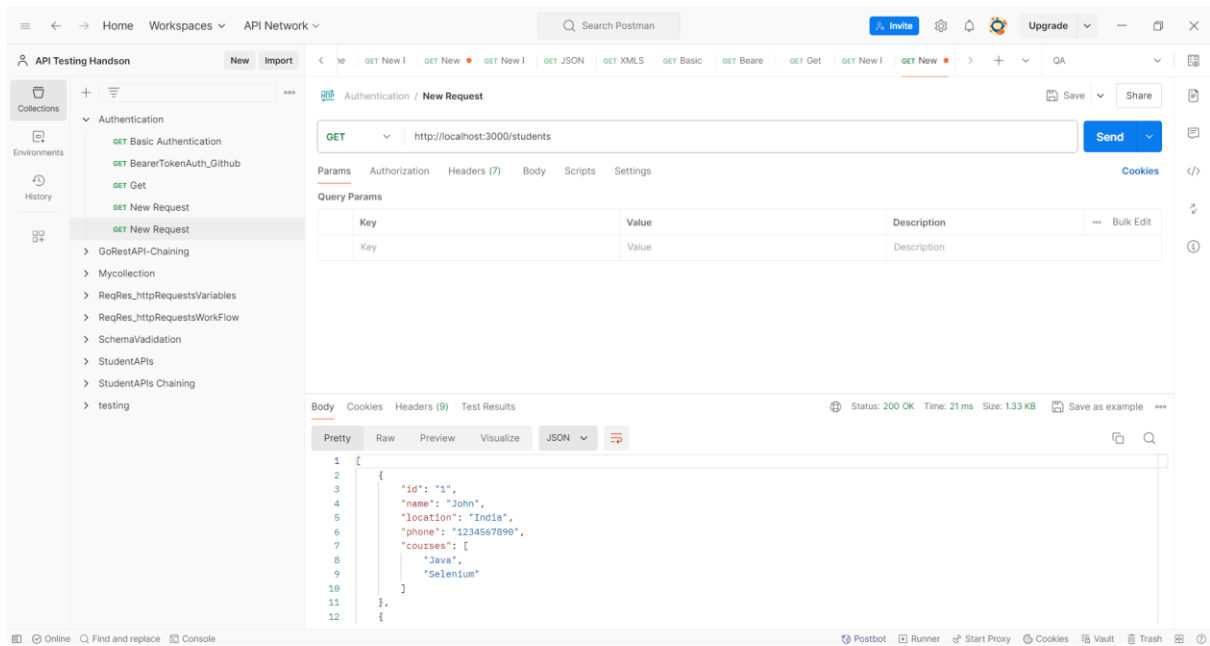 Home Workspaces API Network Search Postman Invite Upgrade
API Testing Handson New Import GET New GET New GET New GET JSON GET XMLS GET Basic GET Beare GET Get GET New GET New QA
Collections
Environments
History
Authentication
GET Basic Authentication
GET BearerTokenAuth_Github
GET Get
GET New Request
GET New Request
GoRestAPI-Chaining
Mycollection
ReqRes_httpRequestsVariables
ReqRes_httpRequestsWorkFlow
SchemaVadidation
StudentAPIs
StudentAPIs Chaining
testing
HTTP Authentication / New Request Save Share
GET http://localhost:3000/students Send
Params Authorization Headers (7) Body Scripts Settings Cookies
Query Params
Key Value Description Bulk Edit
Key Value Description
Body Cookies Headers (9) Test Results Status: 200 OK Time: 21 ms Size: 1.33 KB Save as example
Pretty Raw Preview Visualize JSON
1 [
2 {
3 "id": "1",
4 "name": "John",
5 "location": "India",
6 "phone": "1234567890",
7 "courses": [
8 "Java",
9 "Selenium"
10 ]
11 },
12 {
Online Find and replace Console Postbot Runner Start Proxy Cookies Vault Trash